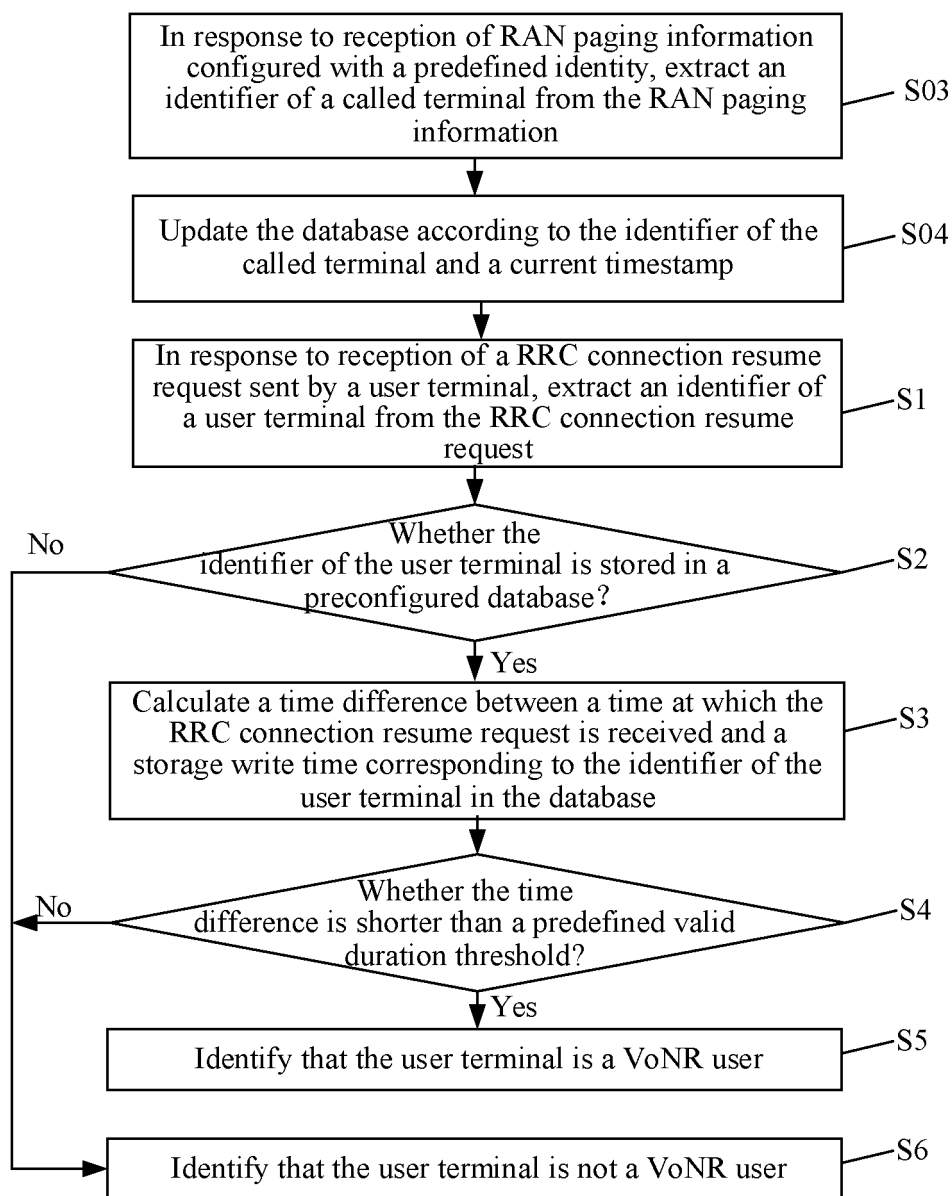 In response to reception of RAN paging information
configured with a predefined identity, extract an
identifier of a called terminal from the RAN paging
information
S03
Update the database according to the identifier of the
called terminal and a current timestamp
S04
In response to reception of a RRC connection resume
request sent by a user terminal, extract an identifier of
a user terminal from the RRC connection resume
request
S1
No
Whether the
identifier of the user terminal is stored in a
preconfigured database?
S2
Yes
Calculate a time difference between a time at which the
RRC connection resume request is received and a
storage write time corresponding to the identifier of the
user terminal in the database
S3
No
Whether the time
difference is shorter than a predefined valid
duration threshold?
S4
Yes
Identify that the user terminal is a VoNR user
S5
Identify that the user terminal is not a VoNR user
S6